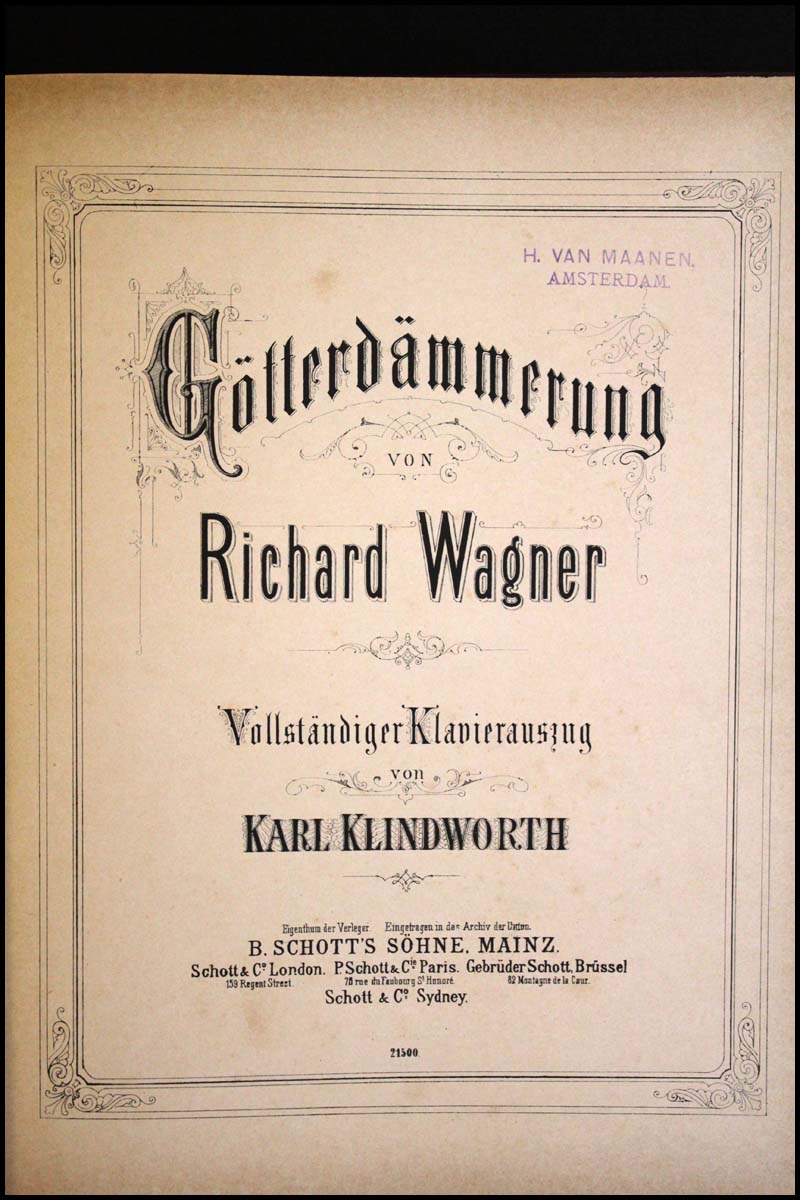 H. VAN MAANEN.
AMSTERDAM.
Götterdämmerung
VON
Richard Wagner
Vollständiger Klavierauszug
von
KARL KLINDWORTH
Eigenthum der Verleger. Eingetragen in das Archiv der Union.
B. SCHOTT'S SÖHNE, MAINZ.
Schott & Cº London. P. Schott & Cie Paris. Gebrüder Schott, Brüssel
159 Regent Street. 70 rue du Faubourg St Honoré. 82 Montagne de la Cour.
Schott & Cº Sydney.
21500.